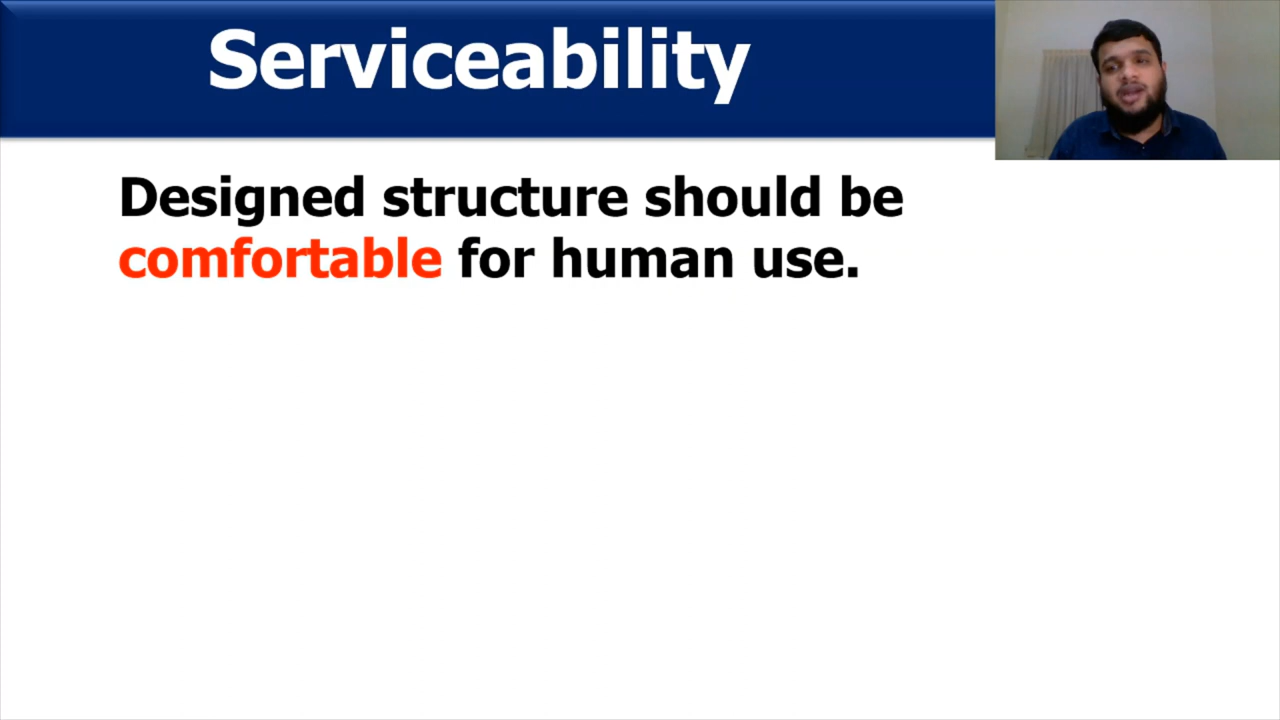 Serviceability
Designed structure should be
comfortable for human use.